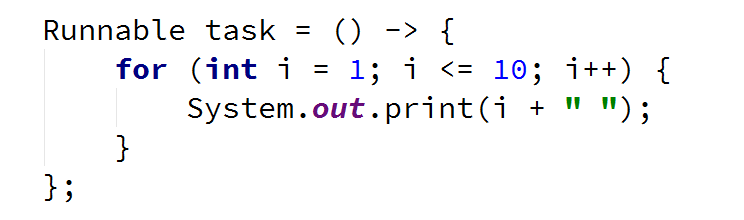 Runnable task = () -> {
    for (int i = 1; i <= 10; i++) {
        System.out.print(i + " ");
    }
};